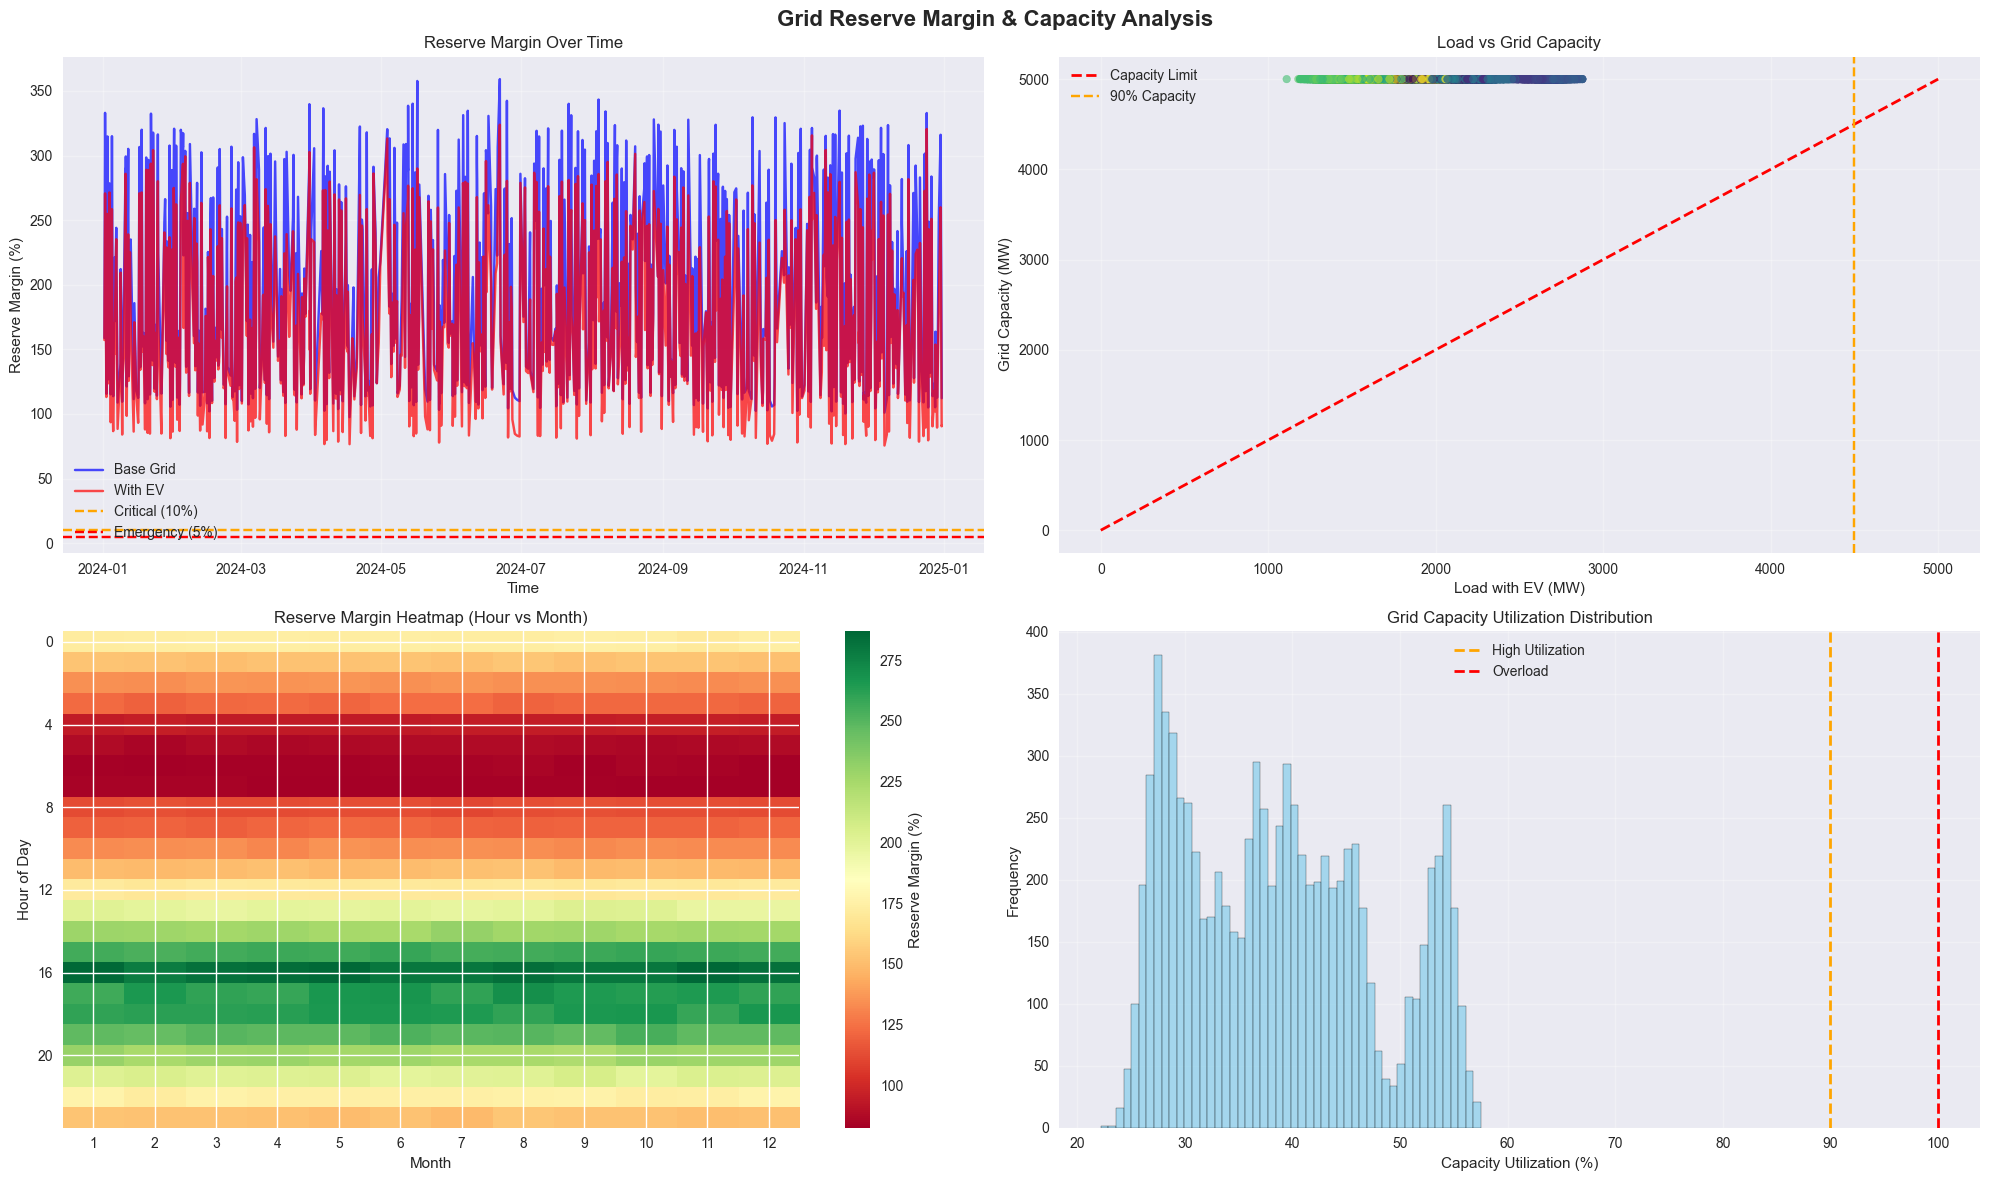 Grid Reserve Margin & Capacity Analysis
Reserve Margin Over Time
Reserve Margin (%)
350
300
250
200
150
100
50
0
Base Grid
With EV
Critical (10%)
Emergency (5%)
2024-01 2024-03 2024-05 2024-07 2024-09 2024-11 2025-01
Time
Load vs Grid Capacity
Grid Capacity (MW)
5000
4000
3000
2000
1000
0
Capacity Limit
90% Capacity
0 1000 2000 3000 4000 5000
Load with EV (MW)
Reserve Margin Heatmap (Hour vs Month)
Hour of Day
0
4
8
12
16
20
1 2 3 4 5 6 7 8 9 10 11 12
Month
275
250
225
200
175
150
125
100
Reserve Margin (%)
Grid Capacity Utilization Distribution
Frequency
400
350
300
250
200
150
100
50
0
High Utilization
Overload
20 30 40 50 60 70 80 90 100
Capacity Utilization (%)